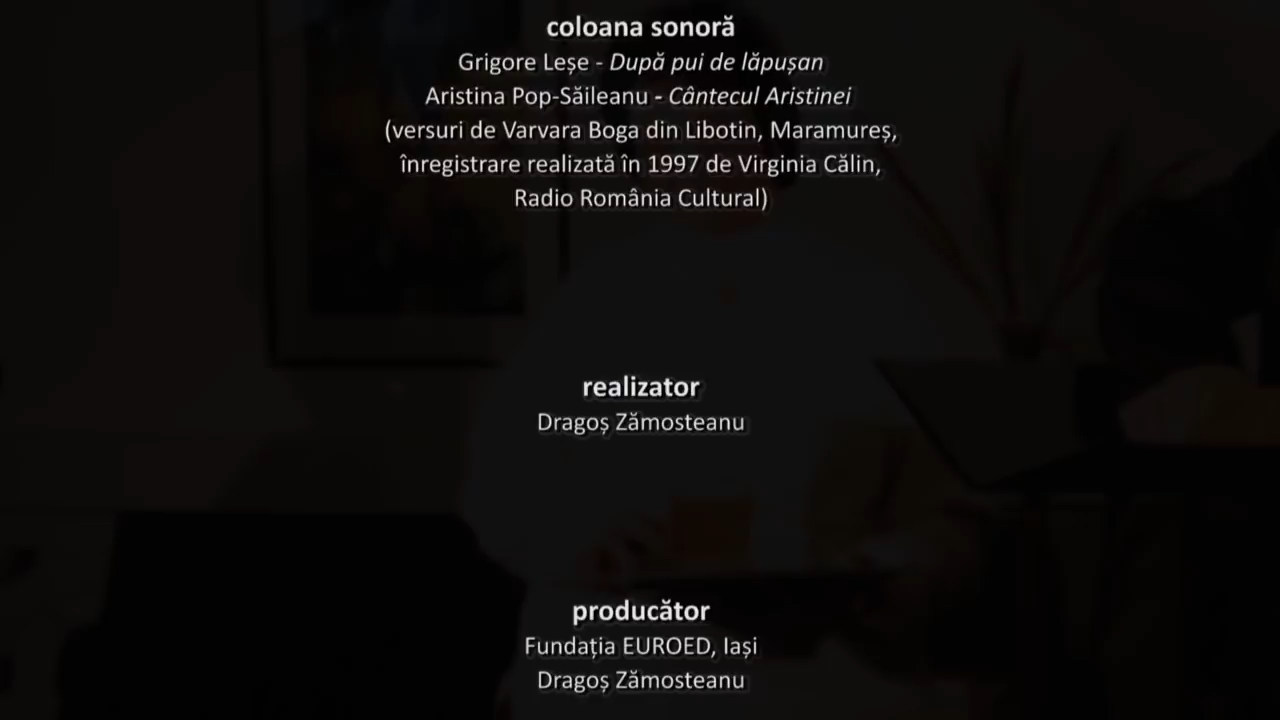 coloana sonoră
Grigore Leșe - După pui de lăpușan
Aristina Pop-Săileanu - Cântecul Aristinei
(versuri de Varvara Boga din Libotin, Maramureș,
înregistrare realizată în 1997 de Virginia Călin,
Radio România Cultural)
realizator
Dragoș Zămosteanu
producător
Fundația EUROED, Iași
Dragoș Zămosteanu